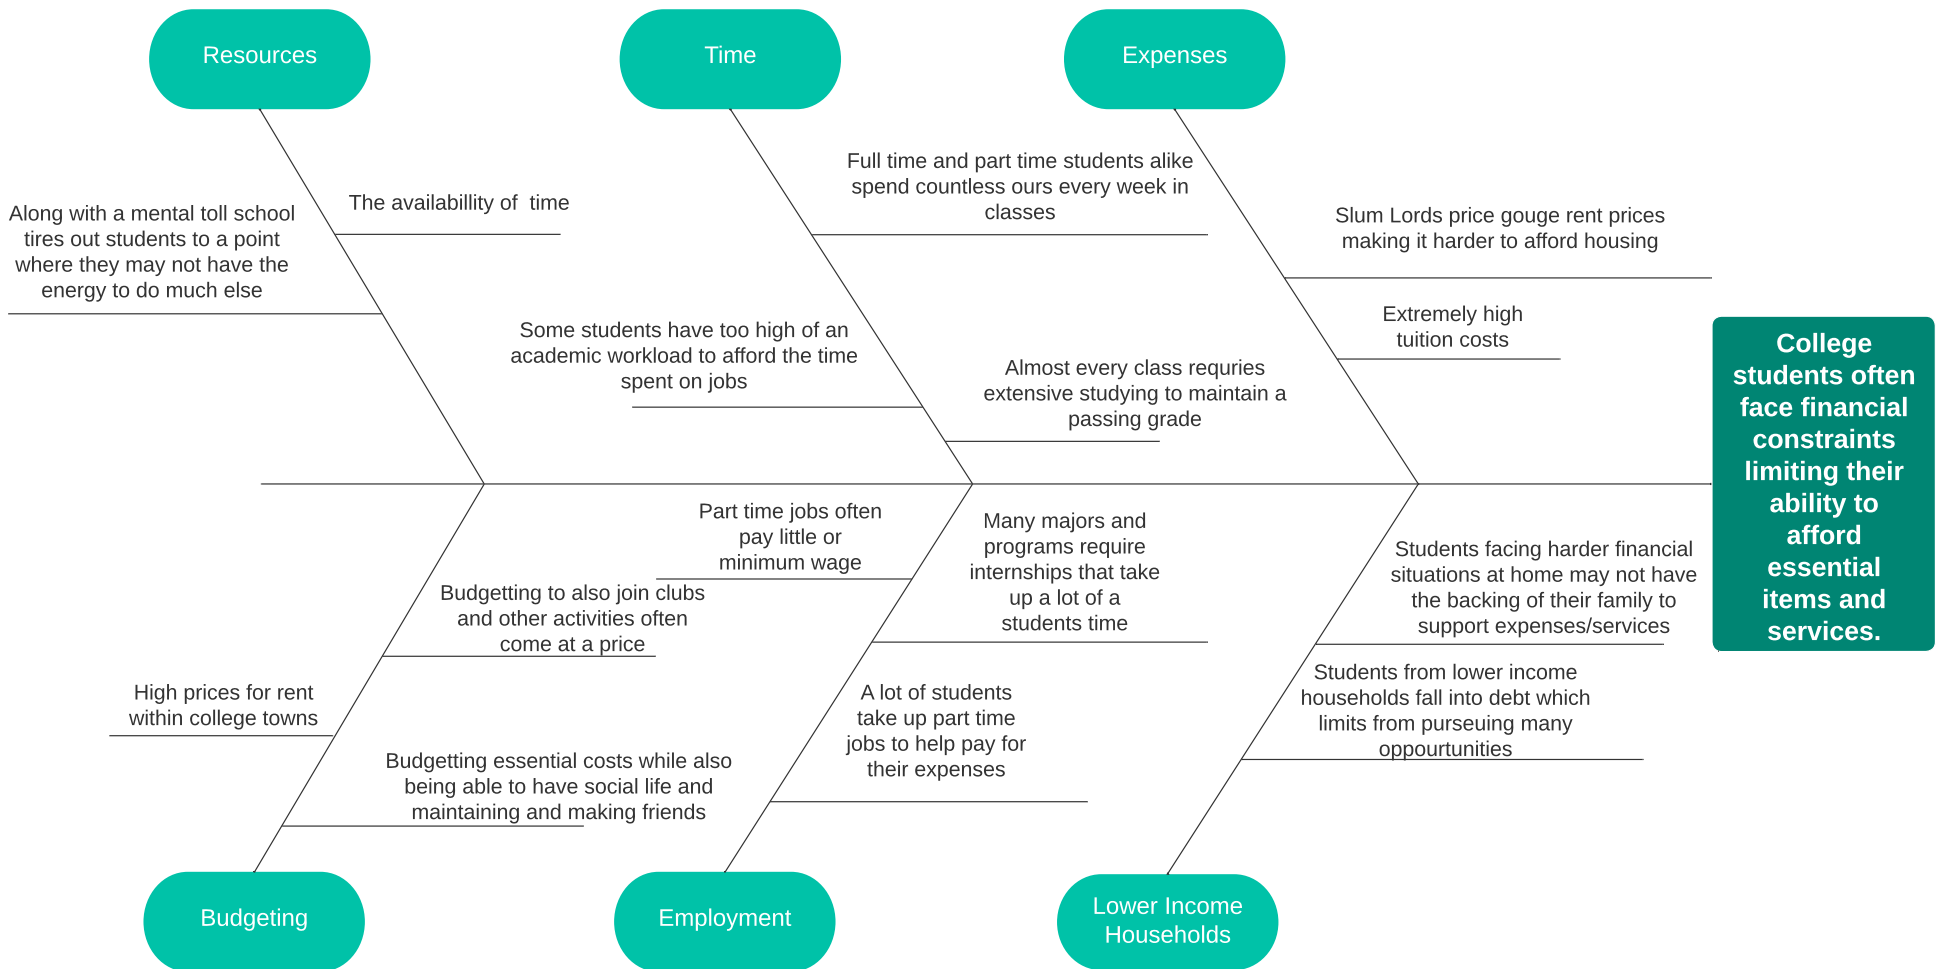 Resources
Time
Expenses
Along with a mental toll school
tires out students to a point
where they may not have the
energy to do much else
The availabillity of  time
Full time and part time students alike
spend countless ours every week in
classes
Some students have too high of an
academic workload to afford the time
spent on jobs
Almost every class requries
extensive studying to maintain a
passing grade
Slum Lords price gouge rent prices
making it harder to afford housing
Extremely high
tuition costs
College
students often
face financial
constraints
limiting their
ability to
afford
essential
items and
services.
High prices for rent
within college towns
Budgetting to also join clubs
and other activities often
come at a price
Budgetting essential costs while also
being able to have social life and
maintaining and making friends
Part time jobs often
pay little or
minimum wage
Many majors and
programs require
internships that take
up a lot of a
students time
A lot of students
take up part time
jobs to help pay for
their expenses
Students facing harder financial
situations at home may not have
the backing of their family to
support expenses/services
Students from lower income
households fall into debt which
limits from purseuing many
oppourtunities
Budgeting
Employment
Lower Income
Households